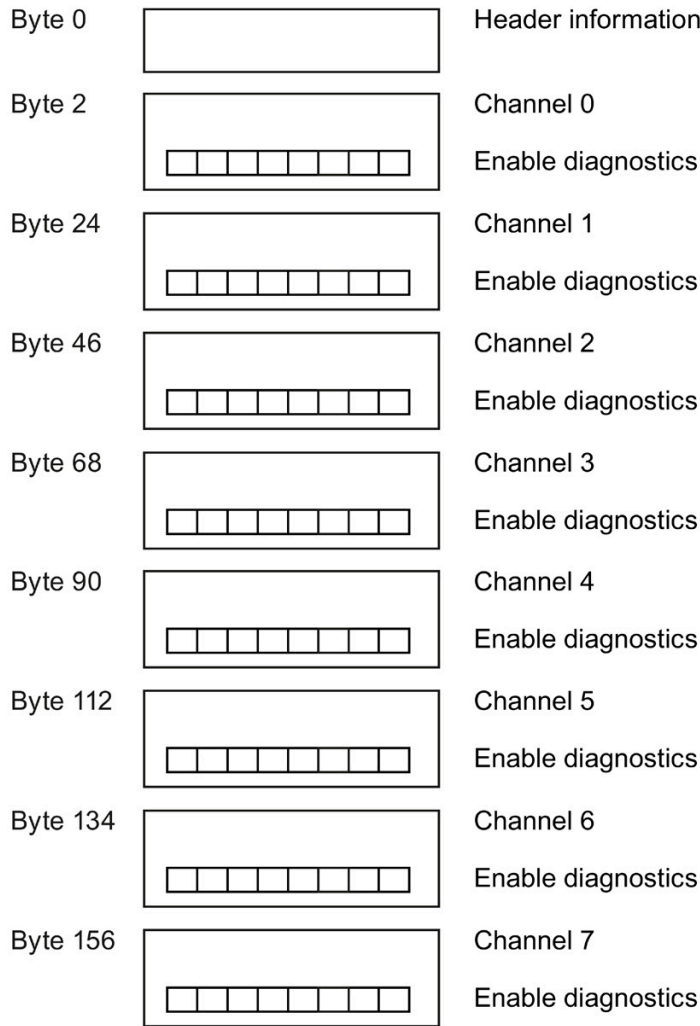 Byte 0 Header information
Byte 2 Channel 0
Enable diagnostics
Byte 24 Channel 1
Enable diagnostics
Byte 46 Channel 2
Enable diagnostics
Byte 68 Channel 3
Enable diagnostics
Byte 90 Channel 4
Enable diagnostics
Byte 112 Channel 5
Enable diagnostics
Byte 134 Channel 6
Enable diagnostics
Byte 156 Channel 7
Enable diagnostics